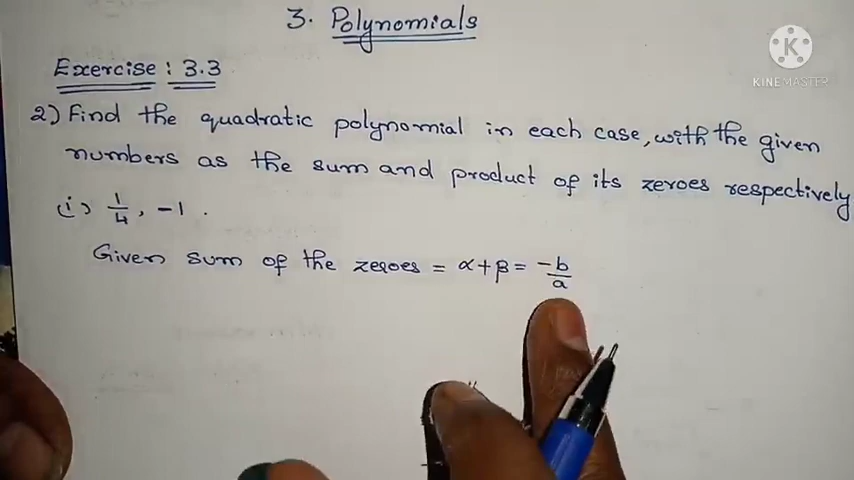 3. Polynomials
KINEMASTER
Exercise : 3.3
2) Find the quadratic polynomial in each case, with the given
numbers as the sum and product of its zeroes respectively
(i) 1/4, -1.
Given sum of the zeroes = α+β = -b/a